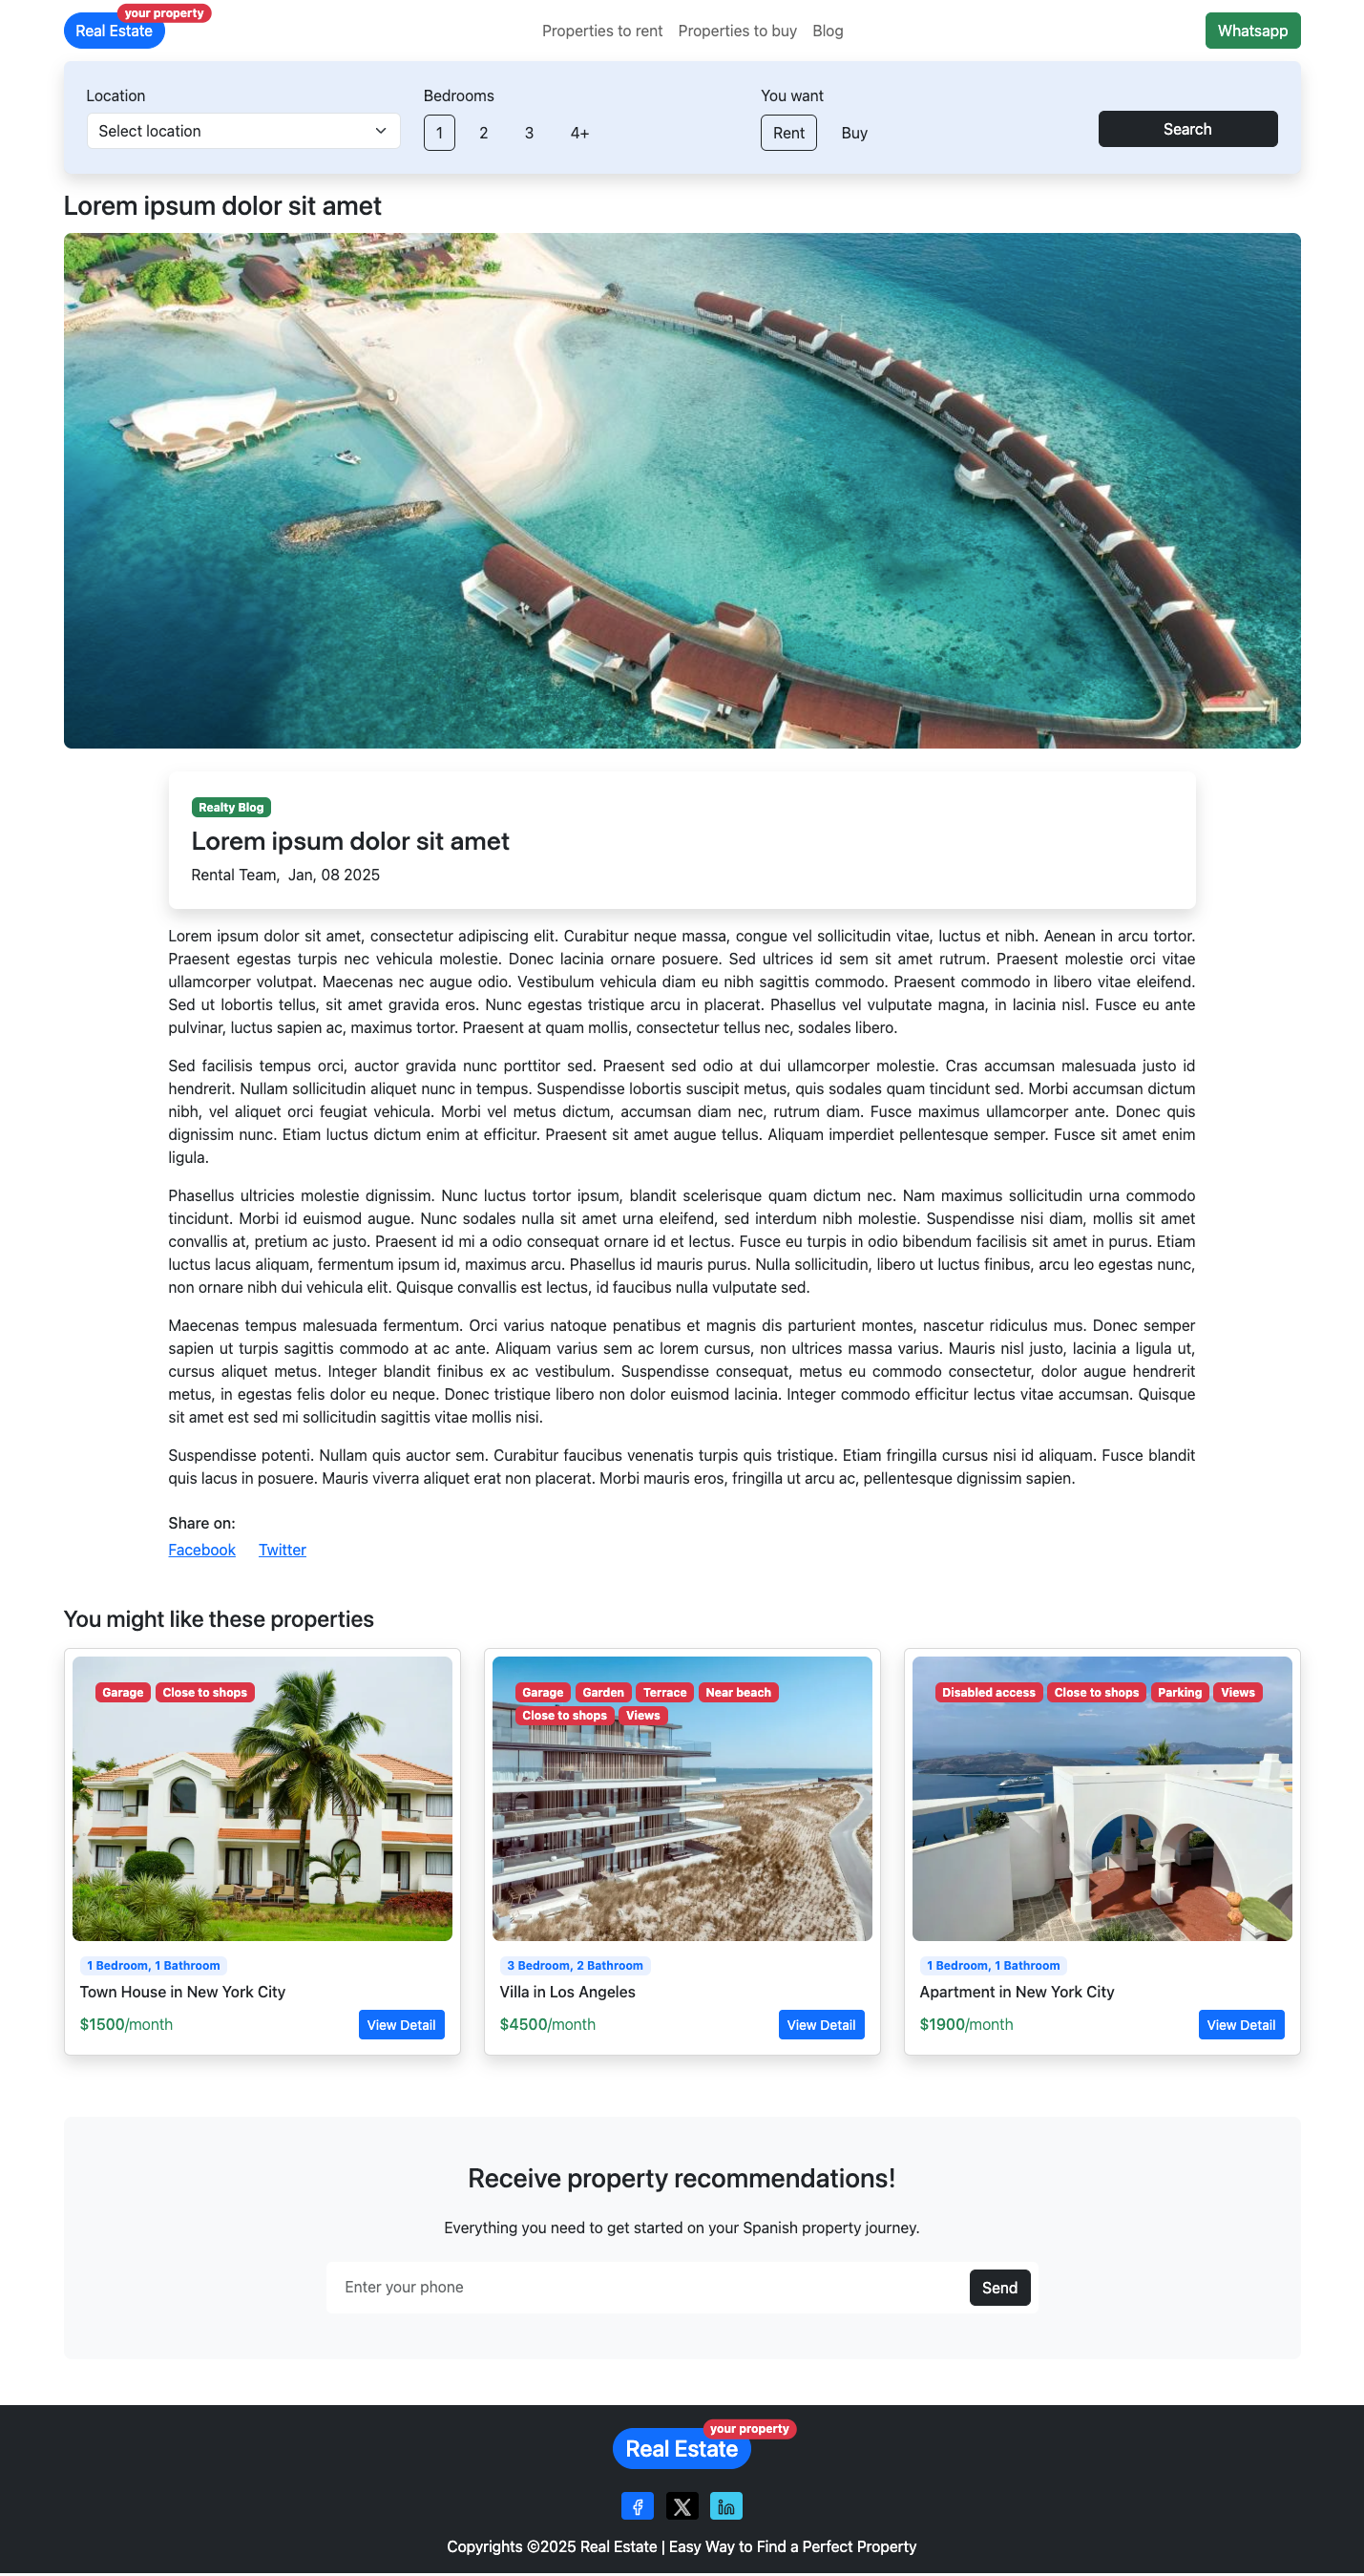 your property
Real Estate
Properties to rent Properties to buy Blog
Whatsapp
Location
Select location
Bedrooms
1 2 3 4+
You want
Rent Buy
Search
Lorem ipsum dolor sit amet
Realty Blog
Lorem ipsum dolor sit amet
Rental Team, Jan, 08 2025
Lorem ipsum dolor sit amet, consectetur adipiscing elit. Curabitur neque massa, congue vel sollicitudin vitae, luctus et nibh. Aenean in arcu tortor.
Praesent egestas turpis nec vehicula molestie. Donec lacinia ornare posuere. Sed ultrices id sem sit amet rutrum. Praesent molestie orci vitae
ullamcorper volutpat. Maecenas nec augue odio. Vestibulum vehicula diam eu nibh sagittis commodo. Praesent commodo in libero vitae eleifend.
Sed ut lobortis tellus, sit amet gravida eros. Nunc egestas tristique arcu in placerat. Phasellus vel vulputate magna, in lacinia nisl. Fusce eu ante
pulvinar, luctus sapien ac, maximus tortor. Praesent at quam mollis, consectetur tellus nec, sodales libero.
Sed facilisis tempus orci, auctor gravida nunc porttitor sed. Praesent sed odio at dui ullamcorper molestie. Cras accumsan malesuada justo id
hendrerit. Nullam sollicitudin aliquet nunc in tempus. Suspendisse lobortis suscipit metus, quis sodales quam tincidunt sed. Morbi accumsan dictum
nibh, vel aliquet orci feugiat vehicula. Morbi vel metus dictum, accumsan diam nec, rutrum diam. Fusce maximus ullamcorper ante. Donec quis
dignissim nunc. Etiam luctus dictum enim at efficitur. Praesent sit amet augue tellus. Aliquam imperdiet pellentesque semper. Fusce sit amet enim
ligula.
Phasellus ultricies molestie dignissim. Nunc luctus tortor ipsum, blandit scelerisque quam dictum nec. Nam maximus sollicitudin urna commodo
tincidunt. Morbi id euismod augue. Nunc sodales nulla sit amet urna eleifend, sed interdum nibh molestie. Suspendisse nisi diam, mollis sit amet
convallis at, pretium ac justo. Praesent id mi a odio consequat ornare id et lectus. Fusce eu turpis in odio bibendum facilisis sit amet in purus. Etiam
luctus lacus aliquam, fermentum ipsum id, maximus arcu. Phasellus id mauris purus. Nulla sollicitudin, libero ut luctus finibus, arcu leo egestas nunc,
non ornare nibh dui vehicula elit. Quisque convallis est lectus, id faucibus nulla vulputate sed.
Maecenas tempus malesuada fermentum. Orci varius natoque penatibus et magnis dis parturient montes, nascetur ridiculus mus. Donec semper
sapien ut turpis sagittis commodo at ac ante. Aliquam varius sem ac lorem cursus, non ultrices massa varius. Mauris nisl justo, lacinia a ligula ut,
cursus aliquet metus. Integer blandit finibus ex ac vestibulum. Suspendisse consequat, metus eu commodo consectetur, dolor augue hendrerit
metus, in egestas felis dolor eu neque. Donec tristique libero non dolor euismod lacinia. Integer commodo efficitur lectus vitae accumsan. Quisque
sit amet est sed mi sollicitudin sagittis vitae mollis nisi.
Suspendisse potenti. Nullam quis auctor sem. Curabitur faucibus venenatis turpis quis tristique. Etiam fringilla cursus nisi id aliquam. Fusce blandit
quis lacus in posuere. Mauris viverra aliquet erat non placerat. Morbi mauris eros, fringilla ut arcu ac, pellentesque dignissim sapien.
Share on:
Facebook Twitter
You might like these properties
Garage Close to shops
1 Bedroom, 1 Bathroom
Town House in New York City
$1500/month View Detail
Garage Garden Terrace Near beach
Close to shops Views
3 Bedroom, 2 Bathroom
Villa in Los Angeles
$4500/month View Detail
Disabled access Close to shops Parking Views
1 Bedroom, 1 Bathroom
Apartment in New York City
$1900/month View Detail
Receive property recommendations!
Everything you need to get started on your Spanish property journey.
Enter your phone Send
your property
Real Estate
Copyrights ©2025 Real Estate | Easy Way to Find a Perfect Property